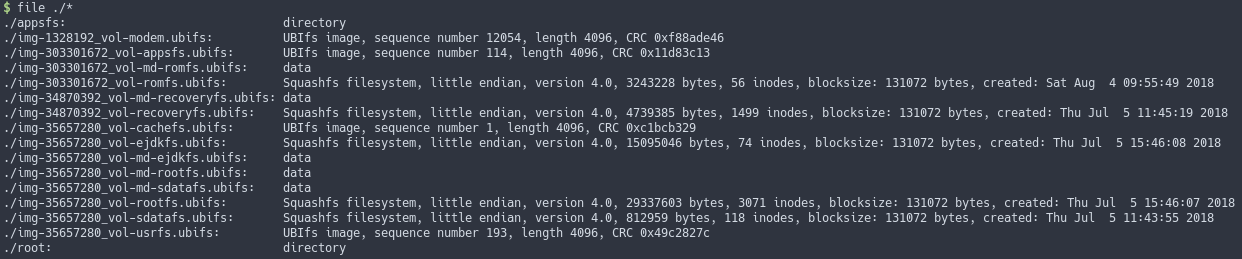 $ file ./*
./appsfs: directory
./img-1328192_vol-modem.ubifs: UBIfs image, sequence number 12054, length 4096, CRC 0xf88ade46
./img-303301672_vol-appsfs.ubifs: UBIfs image, sequence number 114, length 4096, CRC 0x11d83c13
./img-303301672_vol-md-romfs.ubifs: data
./img-303301672_vol-romfs.ubifs: Squashfs filesystem, little endian, version 4.0, 3243228 bytes, 56 inodes, blocksize: 131072 bytes, created: Sat Aug  4 09:55:49 2018
./img-34870392_vol-md-recoveryfs.ubifs: data
./img-34870392_vol-recoveryfs.ubifs: Squashfs filesystem, little endian, version 4.0, 4739385 bytes, 1499 inodes, blocksize: 131072 bytes, created: Thu Jul  5 11:45:19 2018
./img-35657280_vol-cachefs.ubifs: UBIfs image, sequence number 1, length 4096, CRC 0xc1bcb329
./img-35657280_vol-ejdkfs.ubifs: Squashfs filesystem, little endian, version 4.0, 15095046 bytes, 74 inodes, blocksize: 131072 bytes, created: Thu Jul  5 15:46:08 2018
./img-35657280_vol-md-ejdkfs.ubifs: data
./img-35657280_vol-md-rootfs.ubifs: data
./img-35657280_vol-md-sdatafs.ubifs: data
./img-35657280_vol-rootfs.ubifs: Squashfs filesystem, little endian, version 4.0, 29337603 bytes, 3071 inodes, blocksize: 131072 bytes, created: Thu Jul  5 15:46:07 2018
./img-35657280_vol-sdatafs.ubifs: Squashfs filesystem, little endian, version 4.0, 812959 bytes, 118 inodes, blocksize: 131072 bytes, created: Thu Jul  5 11:43:55 2018
./img-35657280_vol-usrfs.ubifs: UBIfs image, sequence number 193, length 4096, CRC 0x49c2827c
./root: directory